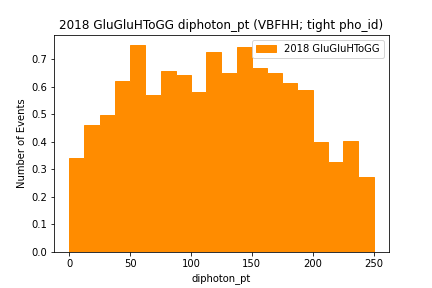 2018 GluGluHToGG diphoton_pt (VBFHH; tight pho_id)
2018 GluGluHToGG
Number of Events
0.7
0.6
0.5
0.4
0.3
0.2
0.1
0.0
0 50 100 150 200 250
diphoton_pt